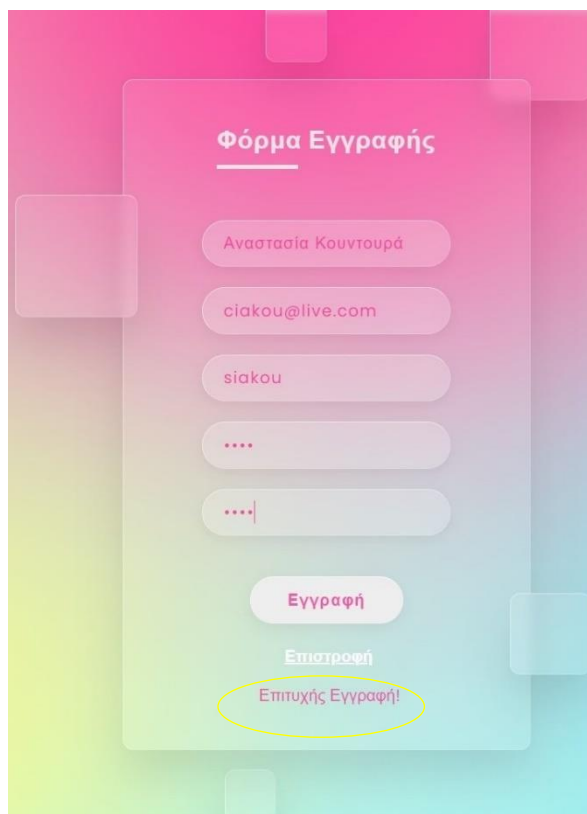 Φόρμα Εγγραφής
Αναστασία Κουντουρά
ciakou@live.com
siakou
••••
••••
Εγγραφή
Επιστροφή
Επιτυχής Εγγραφή!